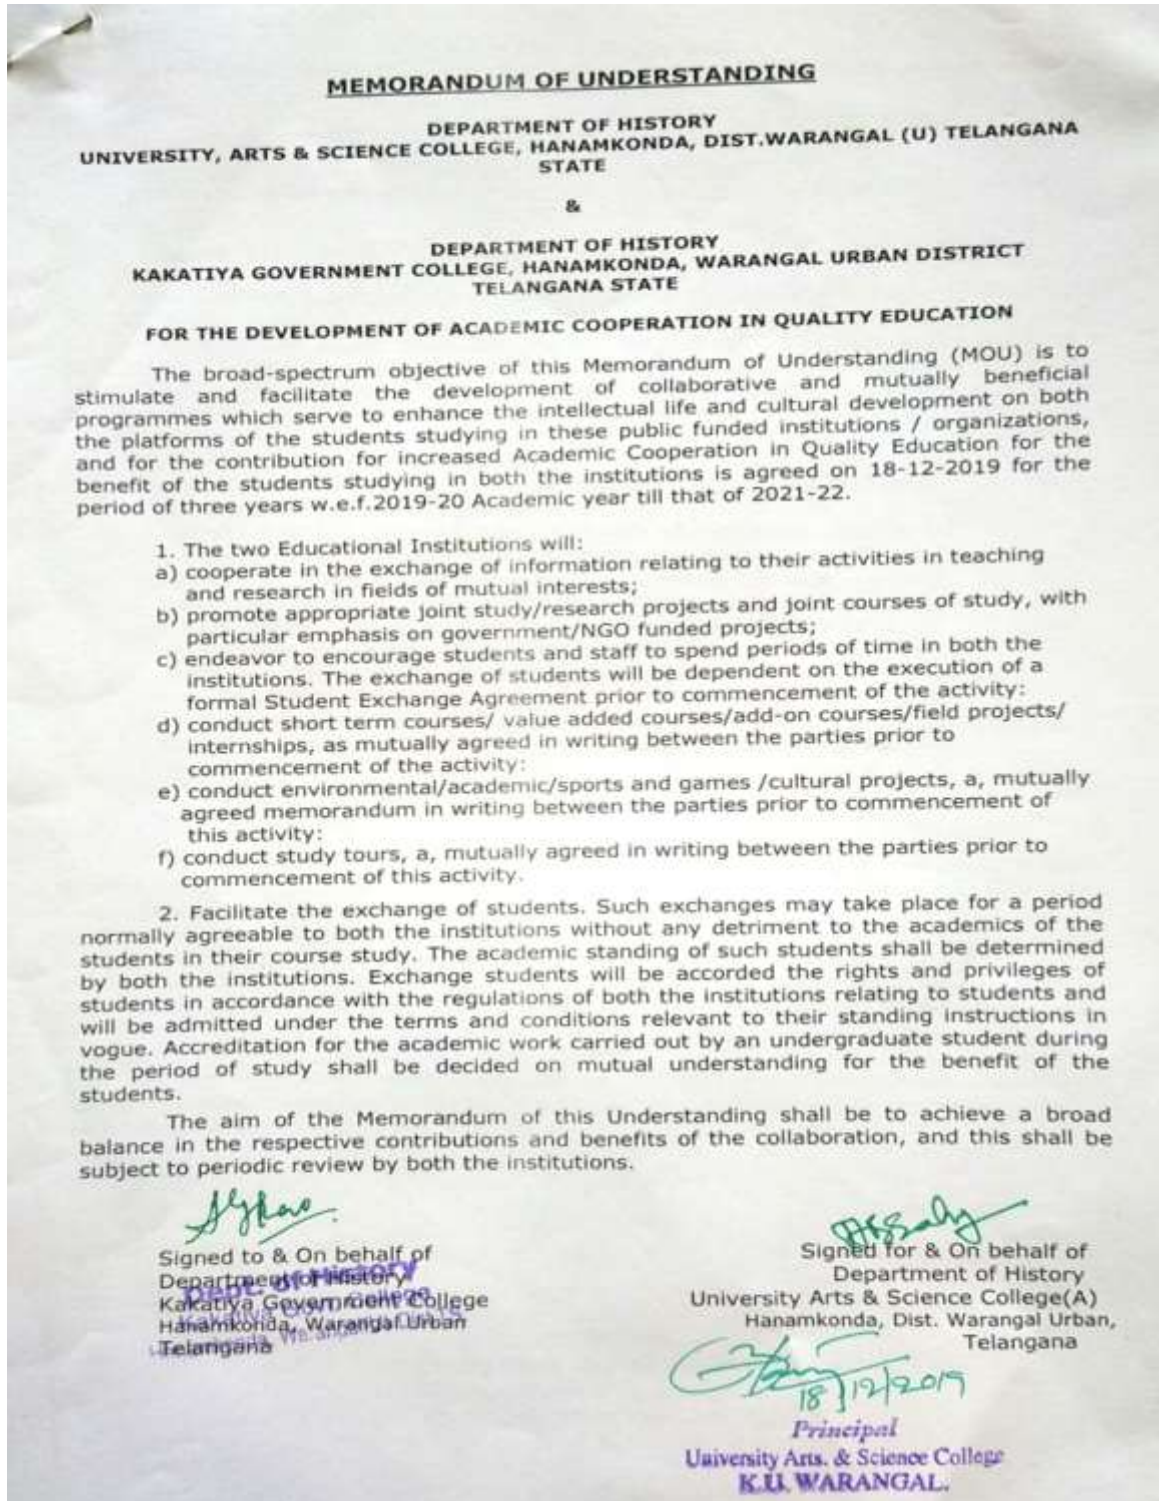 MEMORANDUM OF UNDERSTANDING
DEPARTMENT OF HISTORY
UNIVERSITY, ARTS & SCIENCE COLLEGE, HANAMKONDA, DIST.WARANGAL (U) TELANGANA
STATE
&
DEPARTMENT OF HISTORY
KAKATIYA GOVERNMENT COLLEGE, HANAMKONDA, WARANGAL URBAN DISTRICT
TELANGANA STATE
FOR THE DEVELOPMENT OF ACADEMIC COOPERATION IN QUALITY EDUCATION
The broad-spectrum objective of this Memorandum of Understanding (MOU) is to
stimulate and facilitate the development of collaborative and mutually beneficial
programmes which serve to enhance the intellectual life and cultural development on both
the platforms of the students studying in these public funded institutions / organizations,
and for the contribution for increased Academic Cooperation in Quality Education for the
benefit of the students studying in both the institutions is agreed on 18-12-2019 for the
period of three years w.e.f.2019-20 Academic year till that of 2021-22.
1. The two Educational Institutions will:
a) cooperate in the exchange of information relating to their activities in teaching
and research in fields of mutual interests;
b) promote appropriate joint study/research projects and joint courses of study, with
particular emphasis on government/NGO funded projects;
c) endeavor to encourage students and staff to spend periods of time in both the
institutions. The exchange of students will be dependent on the execution of a
formal Student Exchange Agreement prior to commencement of the activity:
d) conduct short term courses/ value added courses/add-on courses/field projects/
internships, as mutually agreed in writing between the parties prior to
commencement of the activity:
e) conduct environmental/academic/sports and games /cultural projects, a, mutually
agreed memorandum in writing between the parties prior to commencement of
this activity:
f) conduct study tours, a, mutually agreed in writing between the parties prior to
commencement of this activity.
2. Facilitate the exchange of students. Such exchanges may take place for a period
normally agreeable to both the institutions without any detriment to the academics of the
students in their course study. The academic standing of such students shall be determined
by both the institutions. Exchange students will be accorded the rights and privileges of
students in accordance with the regulations of both the institutions relating to students and
will be admitted under the terms and conditions relevant to their standing instructions in
vogue. Accreditation for the academic work carried out by an undergraduate student during
the period of study shall be decided on mutual understanding for the benefit of the
students.
The aim of the Memorandum of this Understanding shall be to achieve a broad
balance in the respective contributions and benefits of the collaboration, and this shall be
subject to periodic review by both the institutions.
Signed to & On behalf of
Department of History
Kakatiya Government College
Hanamkonda, Warangal Urban
Telangana
Dept. of History
Signed for & On behalf of
Department of History
University Arts & Science College(A)
Hanamkonda, Dist. Warangal Urban,
Telangana
18/12/2019
Principal
University Arts. & Science College
K.U. WARANGAL.